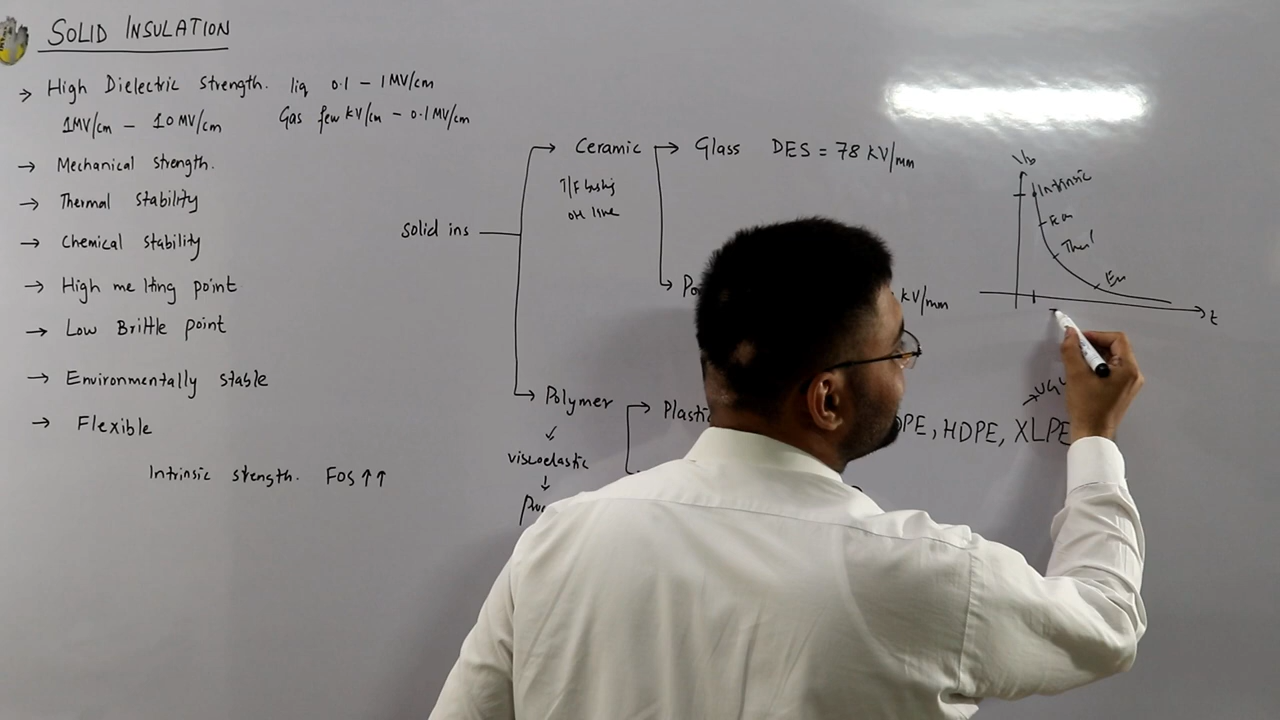 SOLID INSULATION
→ High Dielectric strength. liq 0.1 – 1MV/cm
1MV/cm – 10MV/cm Gas few kV/cm – 0.1MV/cm
→ Mechanical strength.
→ Thermal stability
→ Chemical stability
→ High melting point
→ Low Brittle point
→ Environmentally stable
→ Flexible
Intrinsic strength. FOS ↑↑
solid ins
Ceramic
T/F bushing
OH line
Glass DES = 78 KV/mm
KV/mm
Polymer
viscoelastic
Plastic
HDPE, XLPE
Vb
Intrinsic
t